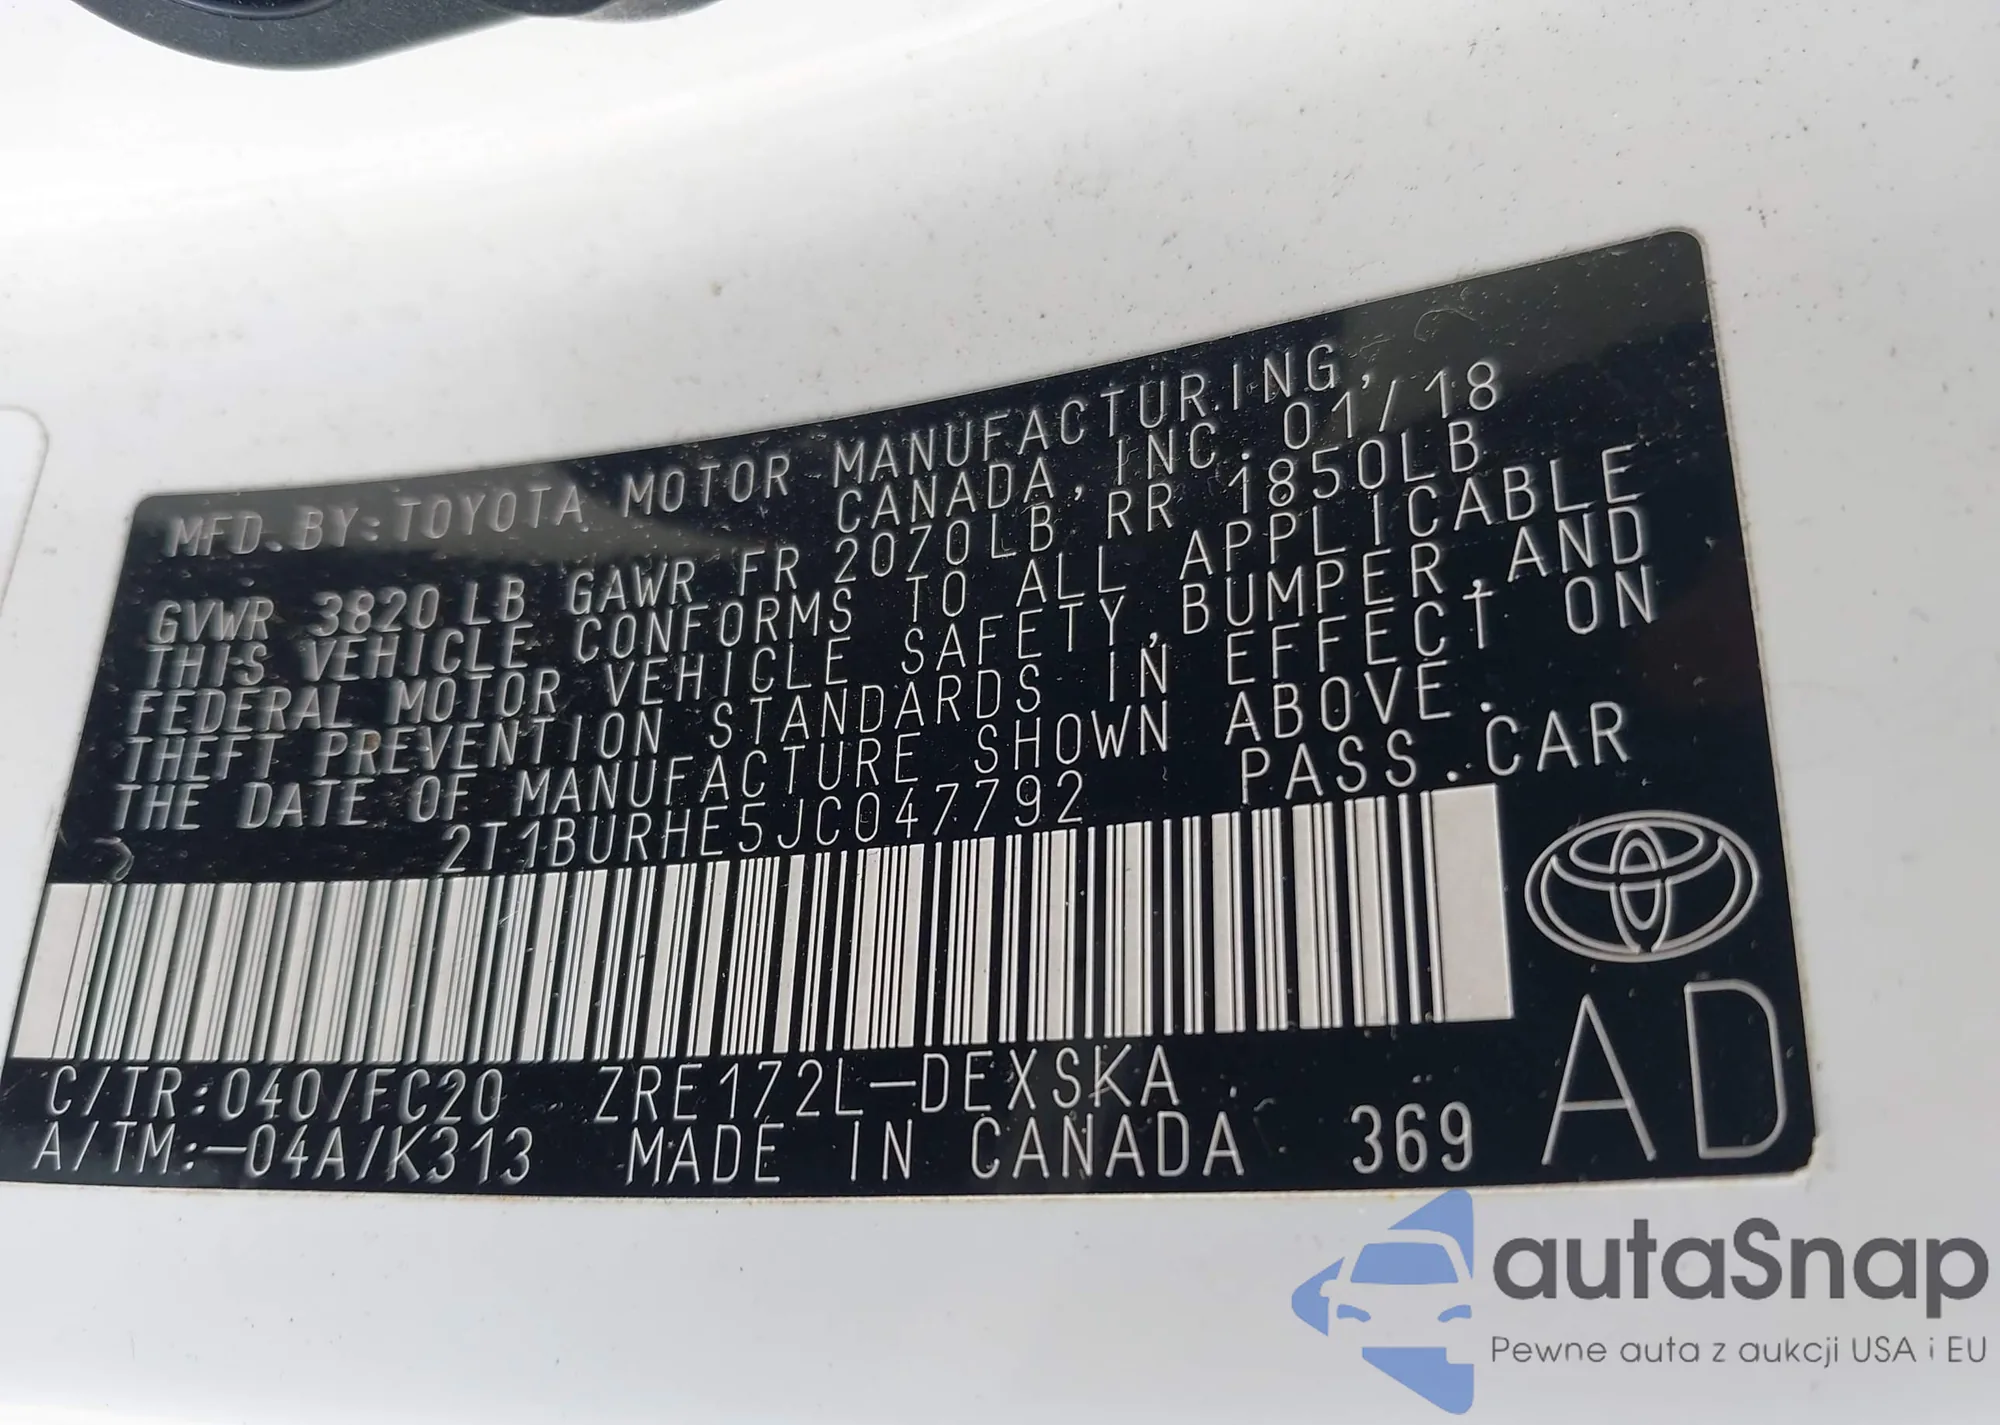 MFD. BY: TOYOTA MOTOR MANUFACTURING,
CANADA, INC. 01/18
GVWR 3820 LB GAWR FR 2070LB RR 1850LB
THIS VEHICLE CONFORMS TO ALL APPLICABLE
FEDERAL MOTOR VEHICLE SAFETY, BUMPER, AND
THEFT PREVENTION STANDARDS IN EFFECT ON
THE DATE OF MANUFACTURE SHOWN ABOVE.
2T1BURHE5JC047792 PASS. CAR
C/TR:040/FC20 ZRE172L-DEXSKA
A/TM:-04A/K313 MADE IN CANADA 369
AD
autaSnap
Pewne auta z aukcji USA i EU